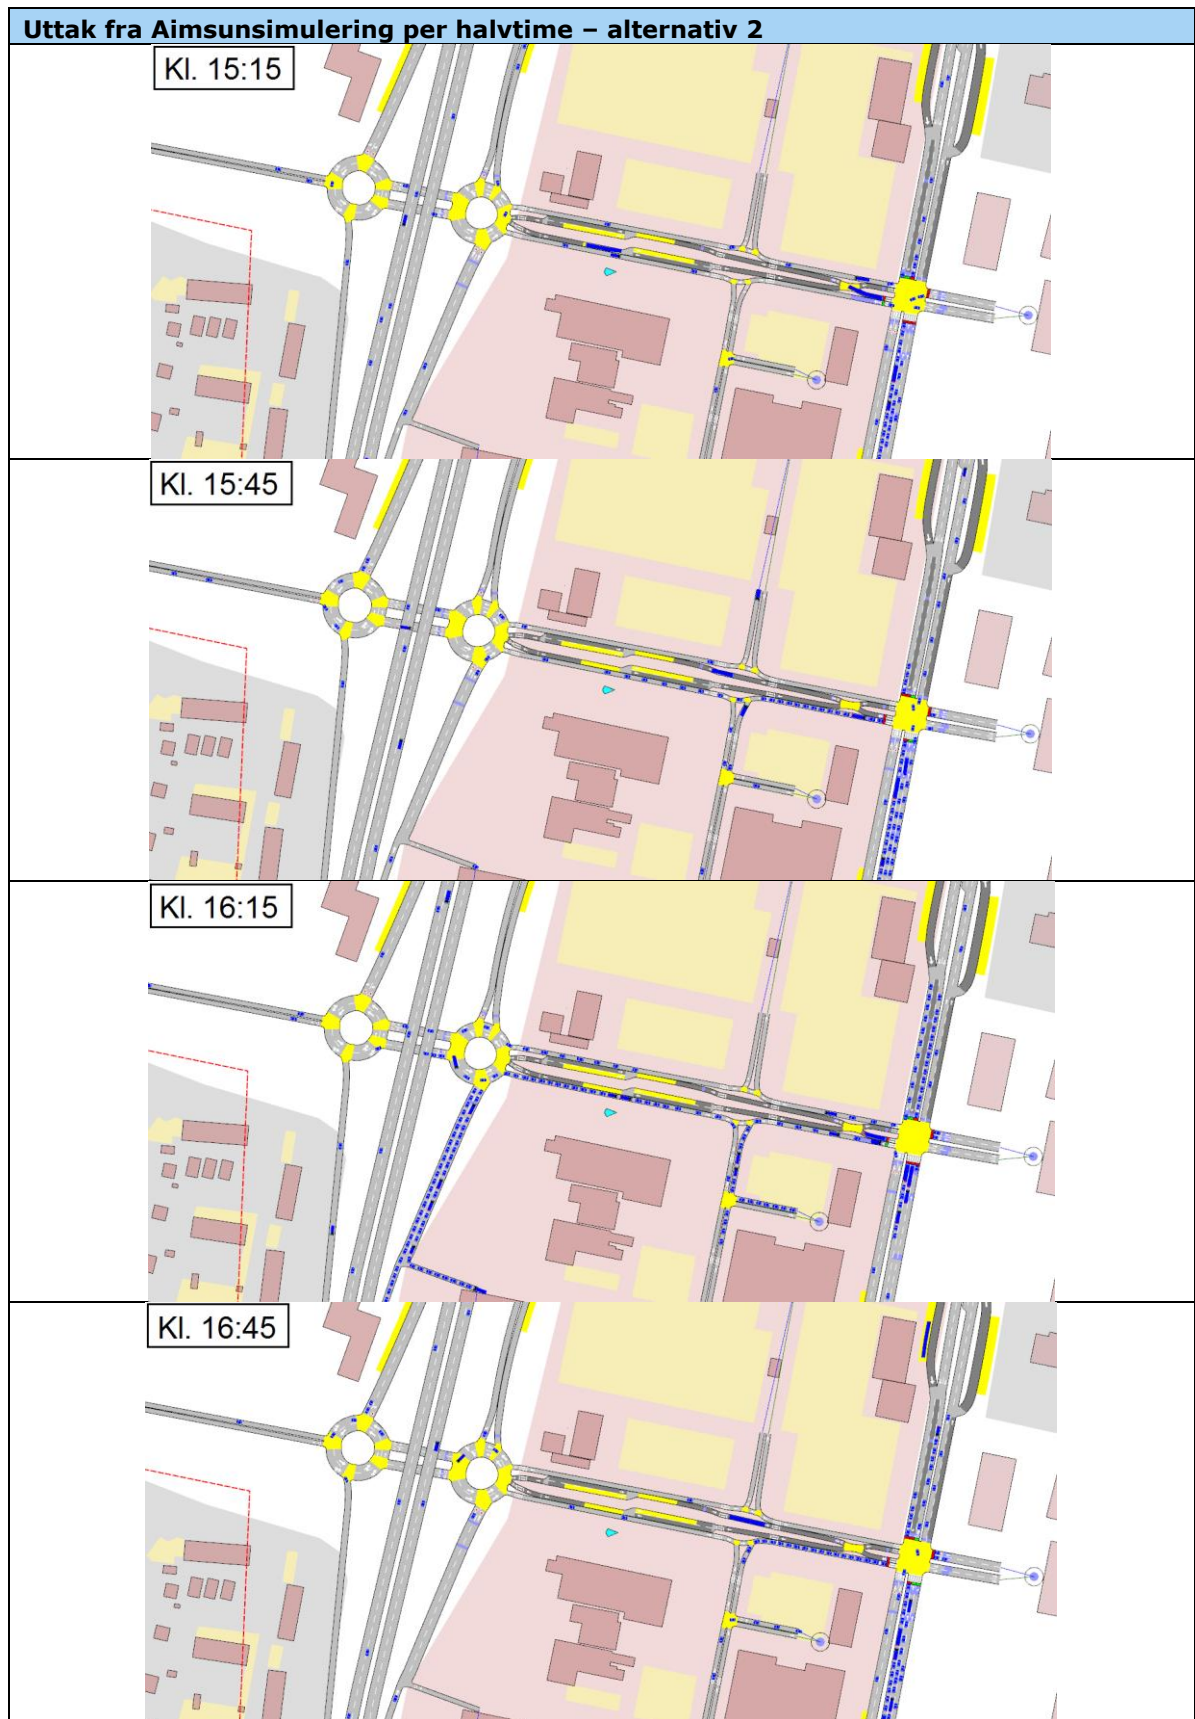 Uttak fra Aimsunsimulering per halvtime – alternativ 2
Kl. 15:15
Kl. 15:45
Kl. 16:15
Kl. 16:45